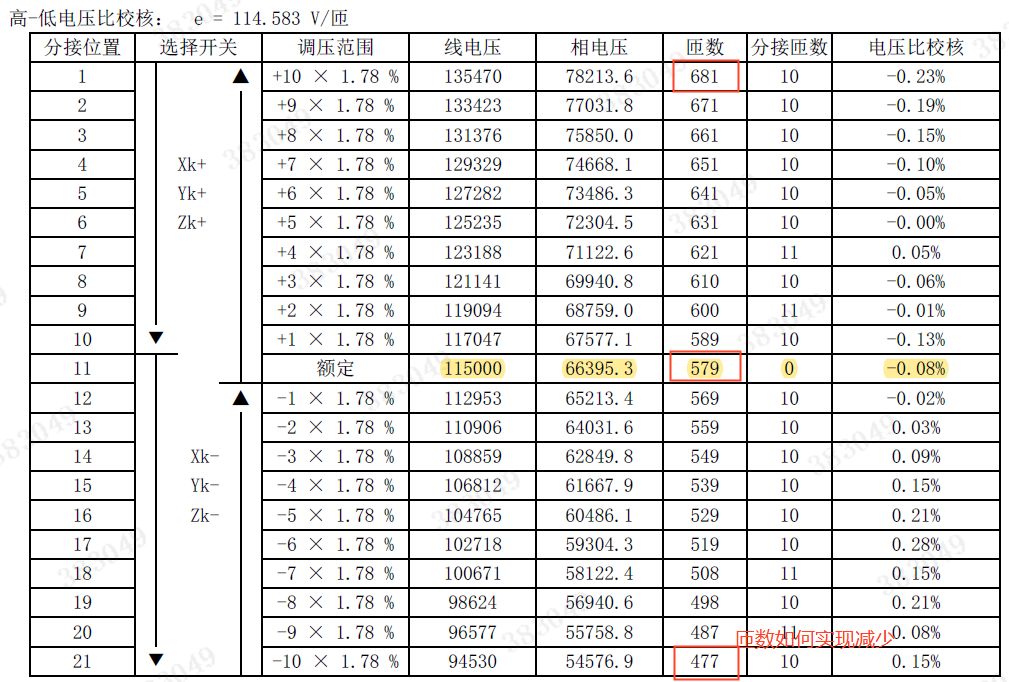 高-低电压比校核: e = 114.583 V/匝
分接位置 选择开关 调压范围 线电压 相电压 匝数 分接匝数 电压比校核
1 ▲ +10 × 1.78 % 135470 78213.6 681 10 -0.23%
2 +9 × 1.78 % 133423 77031.8 671 10 -0.19%
3 +8 × 1.78 % 131376 75850.0 661 10 -0.15%
4 Xk+ +7 × 1.78 % 129329 74668.1 651 10 -0.10%
5 Yk+ +6 × 1.78 % 127282 73486.3 641 10 -0.05%
6 Zk+ +5 × 1.78 % 125235 72304.5 631 10 -0.00%
7 +4 × 1.78 % 123188 71122.6 621 11 0.05%
8 +3 × 1.78 % 121141 69940.8 610 10 -0.06%
9 +2 × 1.78 % 119094 68759.0 600 11 -0.01%
10 ▼ +1 × 1.78 % 117047 67577.1 589 10 -0.13%
11 额定 115000 66395.3 579 0 -0.08%
12 ▲ -1 × 1.78 % 112953 65213.4 569 10 -0.02%
13 -2 × 1.78 % 110906 64031.6 559 10 0.03%
14 Xk- -3 × 1.78 % 108859 62849.8 549 10 0.09%
15 Yk- -4 × 1.78 % 106812 61667.9 539 10 0.15%
16 Zk- -5 × 1.78 % 104765 60486.1 529 10 0.21%
17 -6 × 1.78 % 102718 59304.3 519 10 0.28%
18 -7 × 1.78 % 100671 58122.4 508 11 0.15%
19 -8 × 1.78 % 98624 56940.6 498 10 0.21%
20 -9 × 1.78 % 96577 55758.8 487 11 0.08%
匝数如何实现减少
21 ▼ -10 × 1.78 % 94530 54576.9 477 10 0.15%
383049